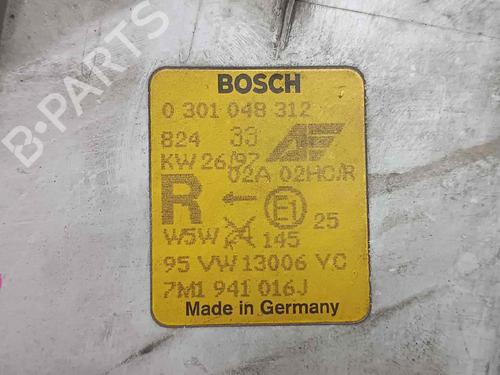 B-PARTS
BOSCH
0 301 048 312
824 33
KW 26/97
02A 02HC/R
R E1 25
W5W 145
95 VW 13006 YC
7M1 941 016J
Made in Germany